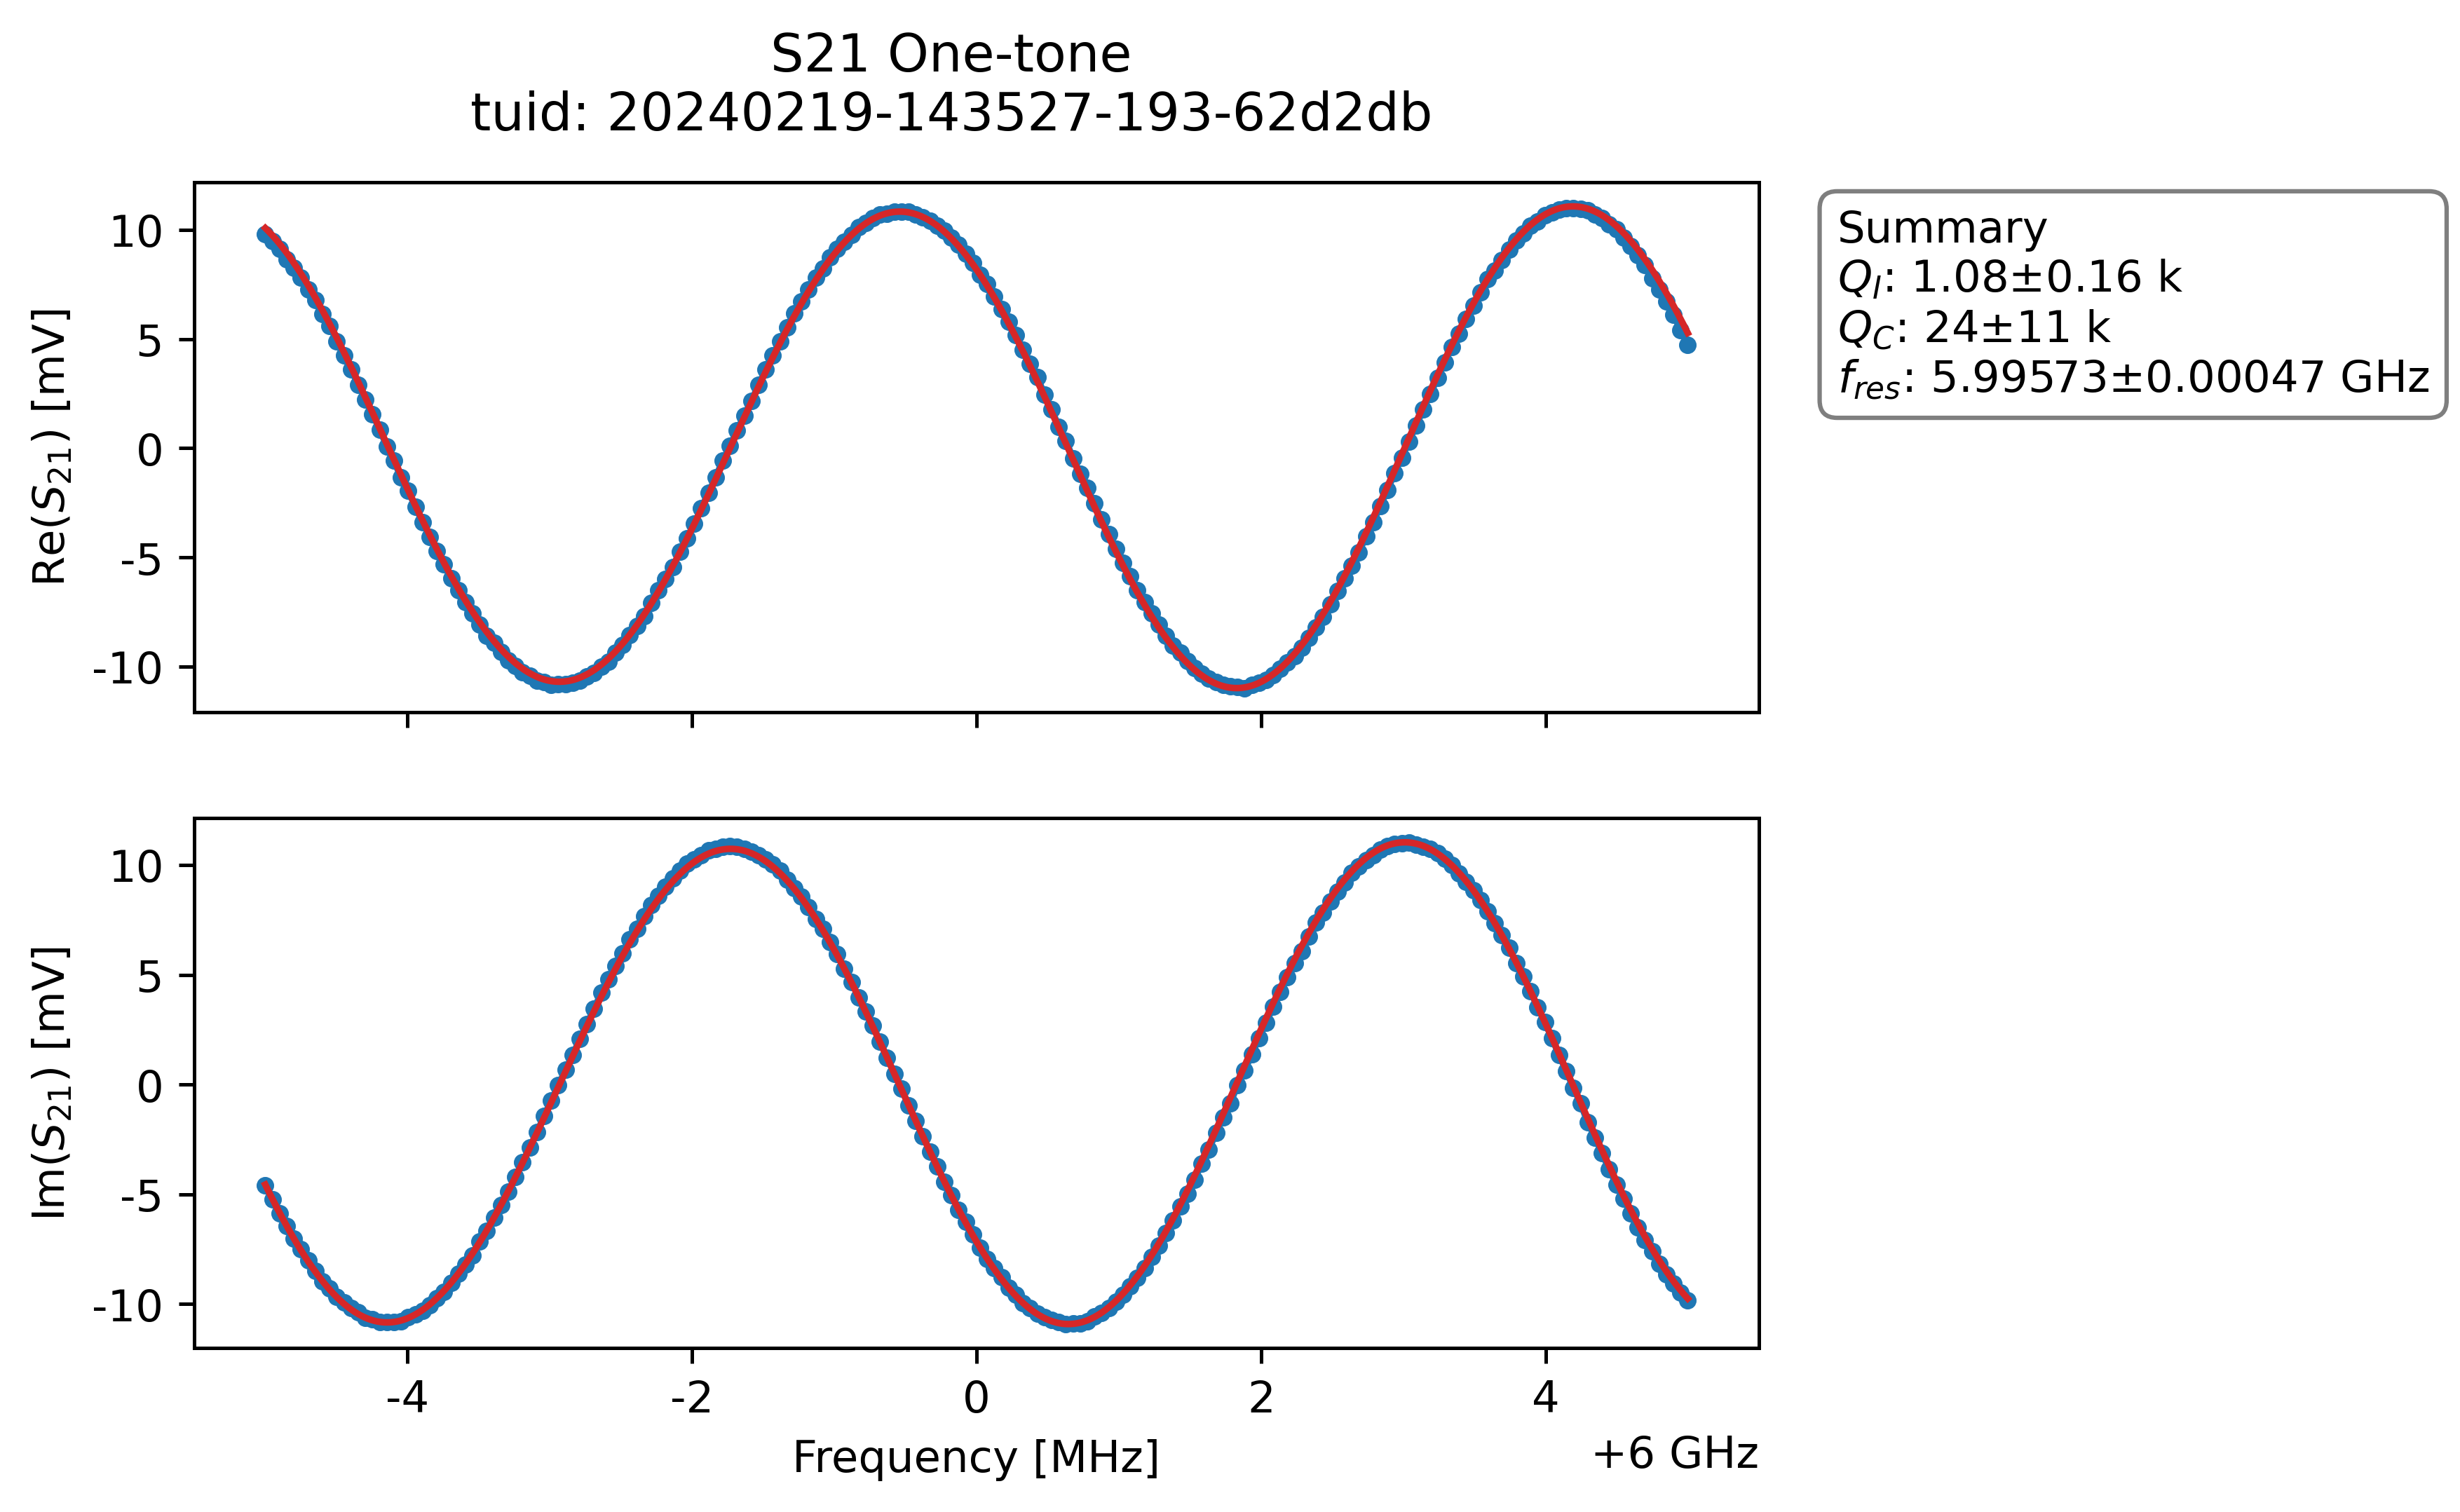 S21 One-tone
tuid: 20240219-143527-193-62d2db
10
5
0
-5
-10
Re(S21) [mV]
Summary
Ql: 1.08±0.16 k
QC: 24±11 k
fres: 5.99573±0.00047 GHz
10
5
0
-5
-10
Im(S21) [mV]
-4 -2 0 2 4
Frequency [MHz]
+6 GHz